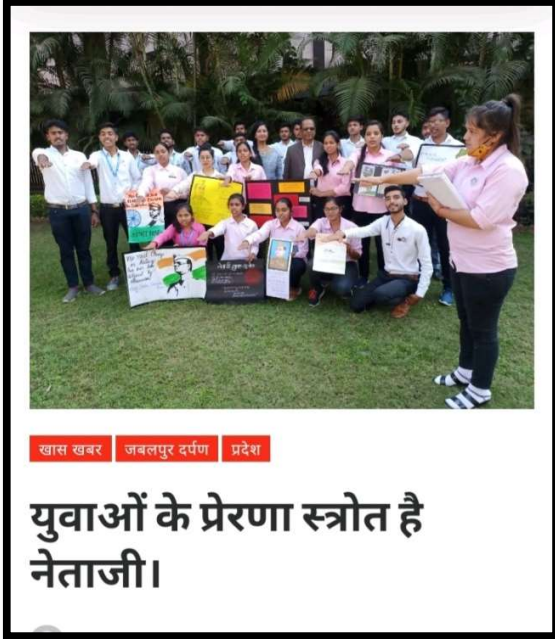 खास खबर
जबलपुर दर्पण
प्रदेश
युवाओं के प्रेरणा स्त्रोत है
नेताजी।